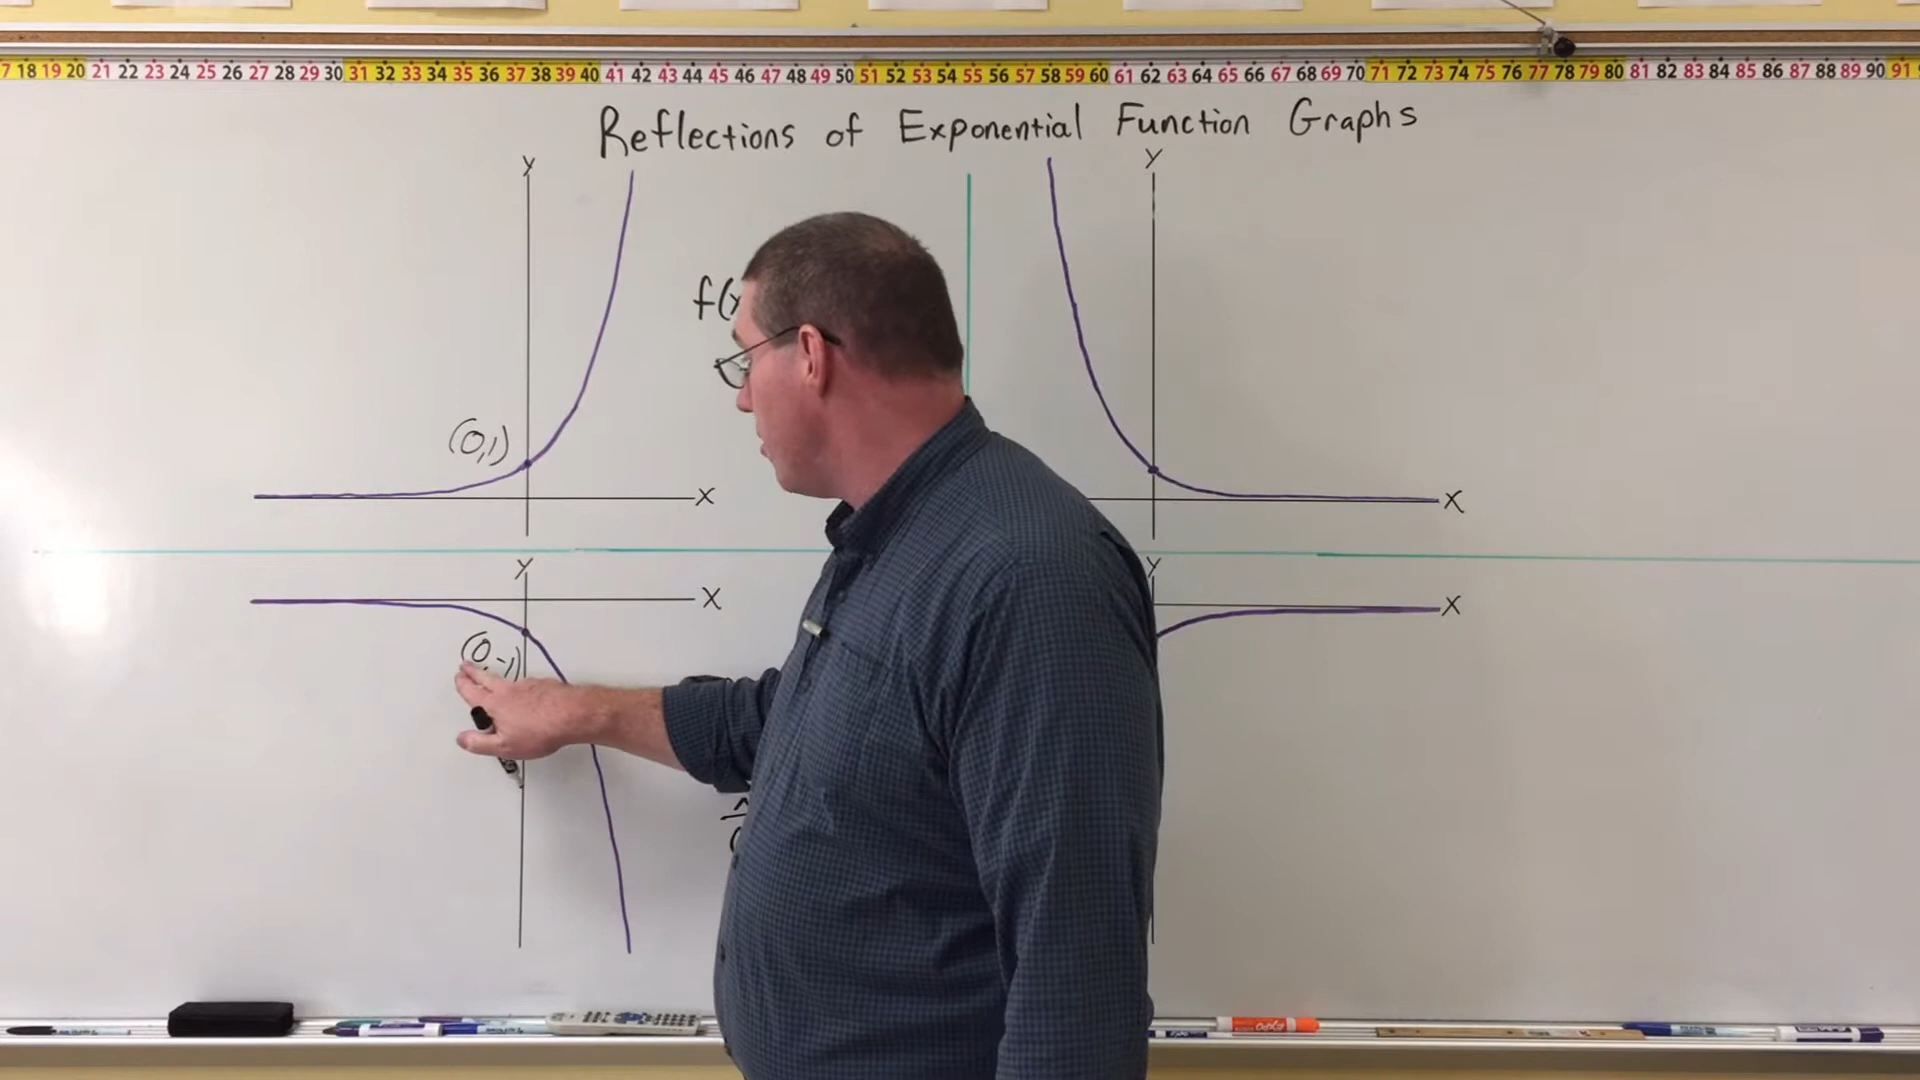 7 18 19 20 21 22 23 24 25 26 27 28 29 30 31 32 33 34 35 36 37 38 39 40 41 42 43 44 45 46 47 48 49 50 51 52 53 54 55 56 57 58 59 60 61 62 63 64 65 66 67 68 69 70 71 72 73 74 75 76 77 78 79 80 81 82 83 84 85 86 87 88 89 90 91
Reflections of Exponential Function Graphs
y
y
f(x
(0,1)
x
x
y
y
x
x
(0,-1)